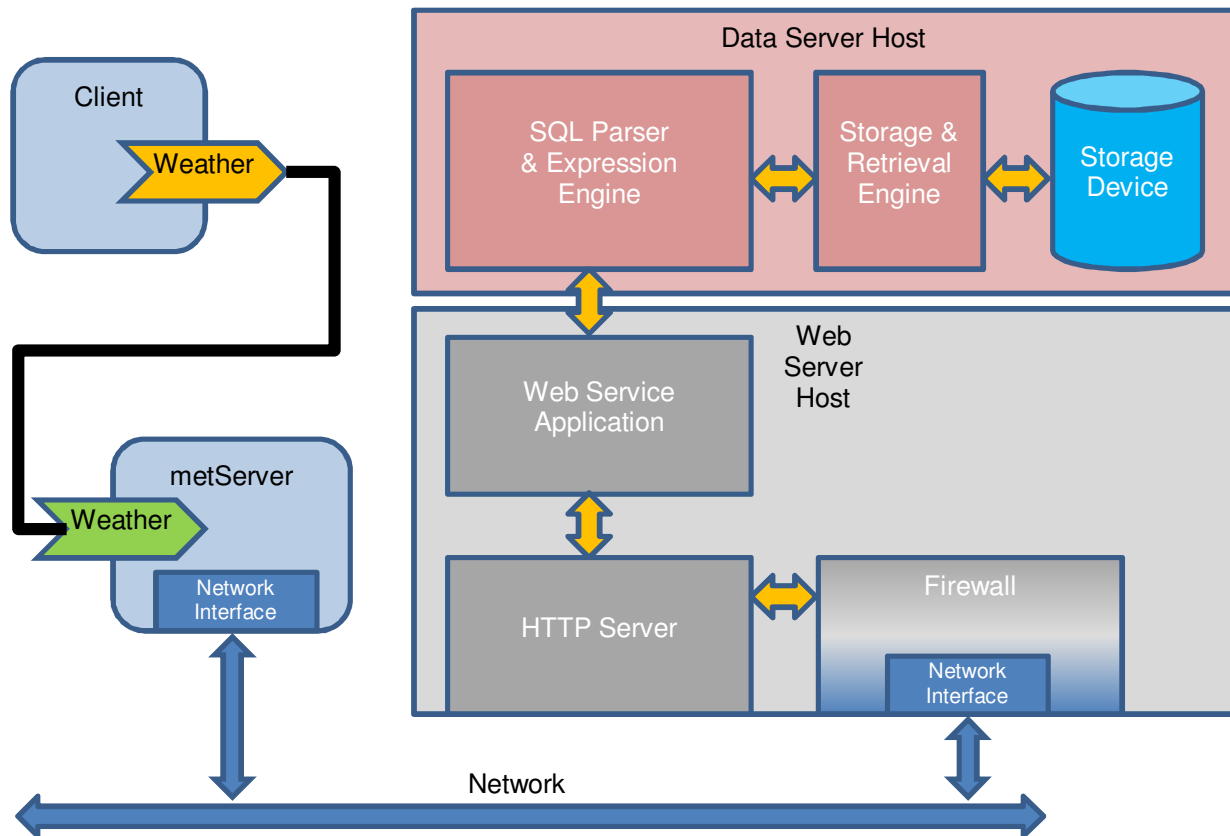 Data Server Host
Client
Weather
SQL Parser
& Expression
Engine
Storage &
Retrieval
Engine
Storage
Device
Web
Server
Host
Web Service
Application
metServer
Weather
Network
Interface
HTTP Server
Firewall
Network
Interface
Network